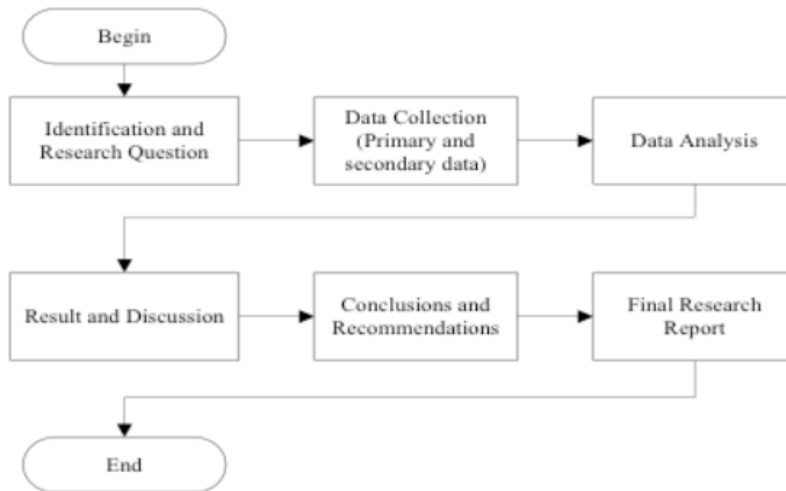 Begin
Identification and
Research Question
Data Collection
(Primary and
secondary data)
Data Analysis
Result and Discussion
Conclusions and
Recommendations
Final Research
Report
End